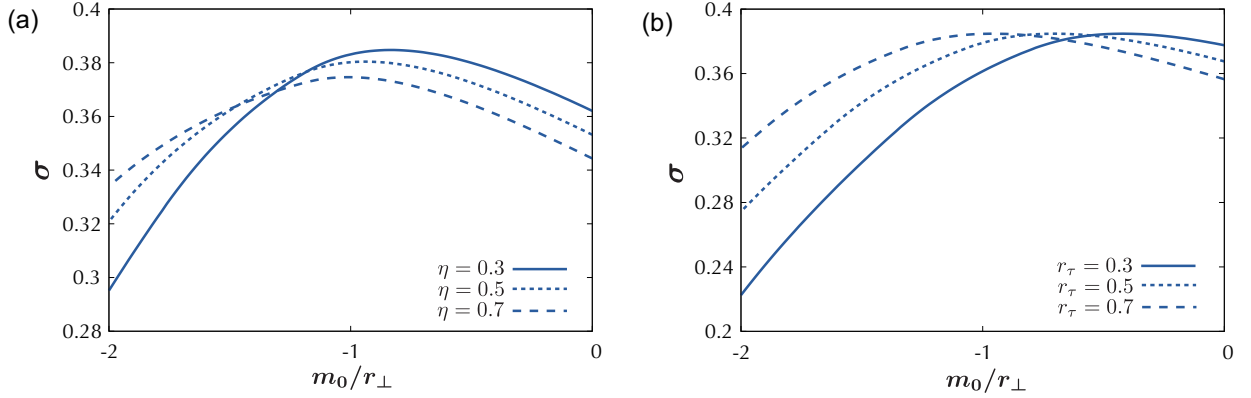 (a)
0.4
0.38
0.36
0.34
0.32
0.3
0.28
σ
η = 0.3
η = 0.5
η = 0.7
-2
-1
0
m₀/r⊥
(b)
0.4
0.36
0.32
0.28
0.24
0.2
σ
r_τ = 0.3
r_τ = 0.5
r_τ = 0.7
-2
-1
0
m₀/r⊥